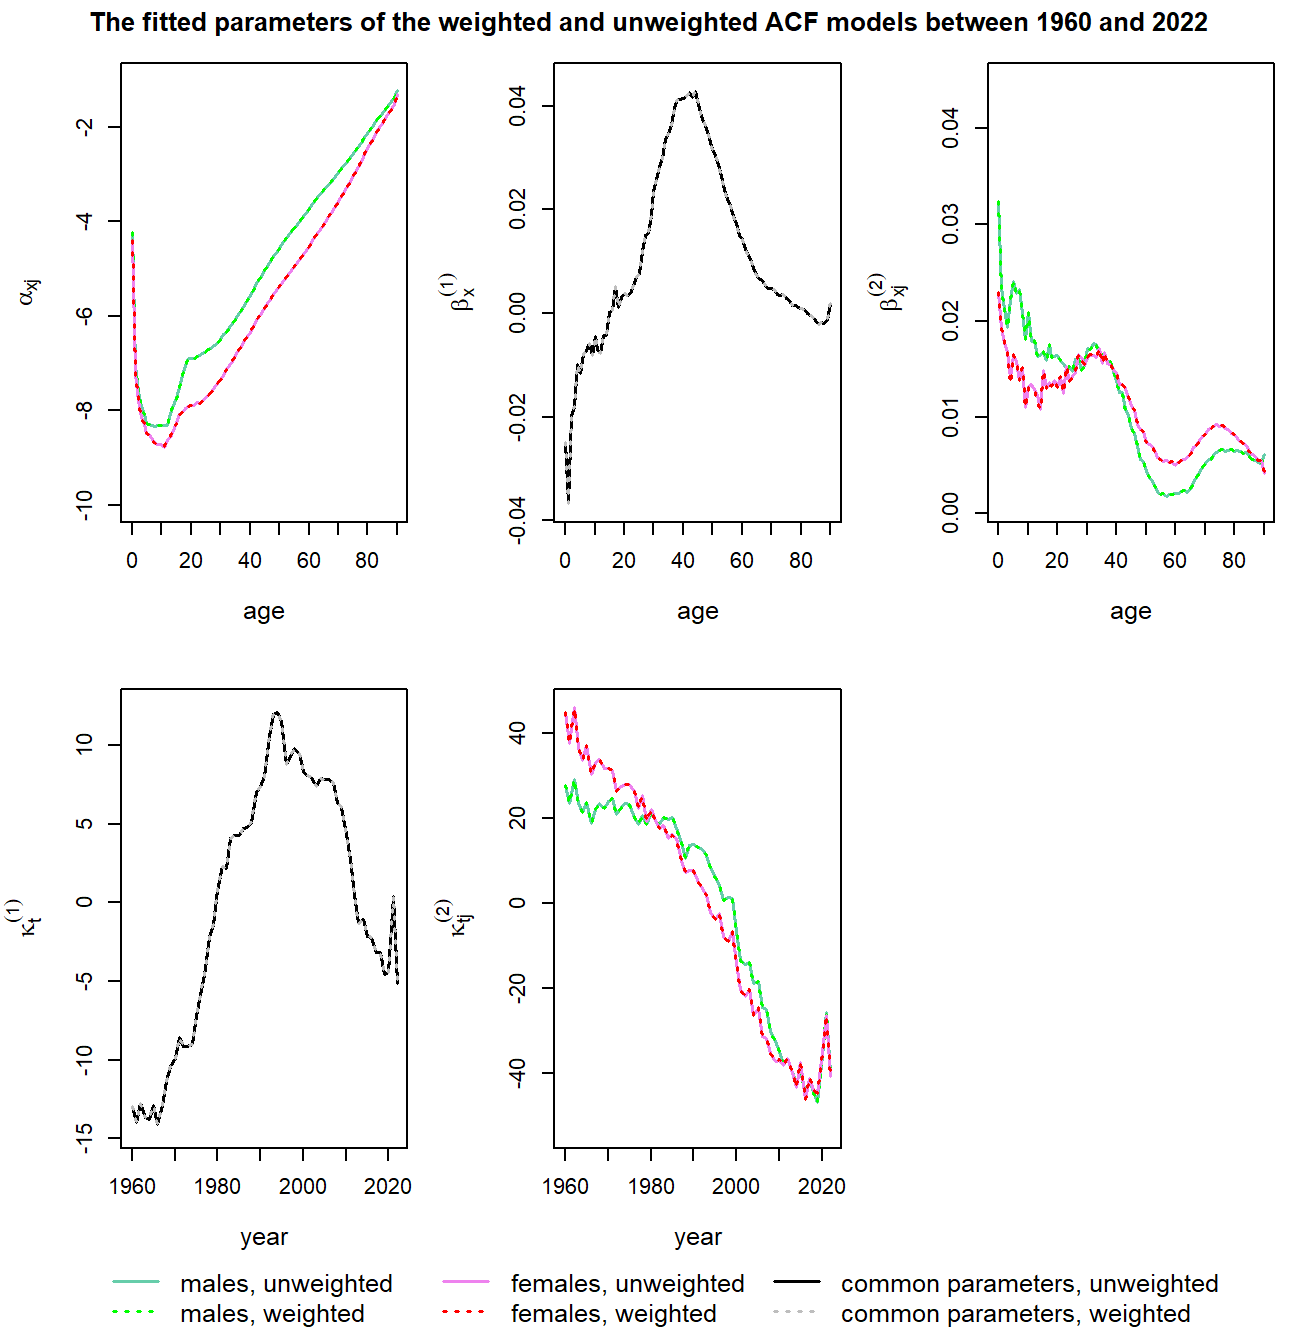 The fitted parameters of the weighted and unweighted ACF models between 1960 and 2022
αxj
-2
-4
-6
-8
-10
0 20 40 60 80
age
βx(1)
0.04
0.02
0.00
-0.02
-0.04
0 20 40 60 80
age
βxj(2)
0.04
0.03
0.02
0.01
0.00
0 20 40 60 80
age
κt(1)
10
5
0
-5
-10
-15
1960 1980 2000 2020
year
κtj(2)
40
20
0
-20
-40
1960 1980 2000 2020
year
males, unweighted females, unweighted common parameters, unweighted
males, weighted females, weighted common parameters, weighted